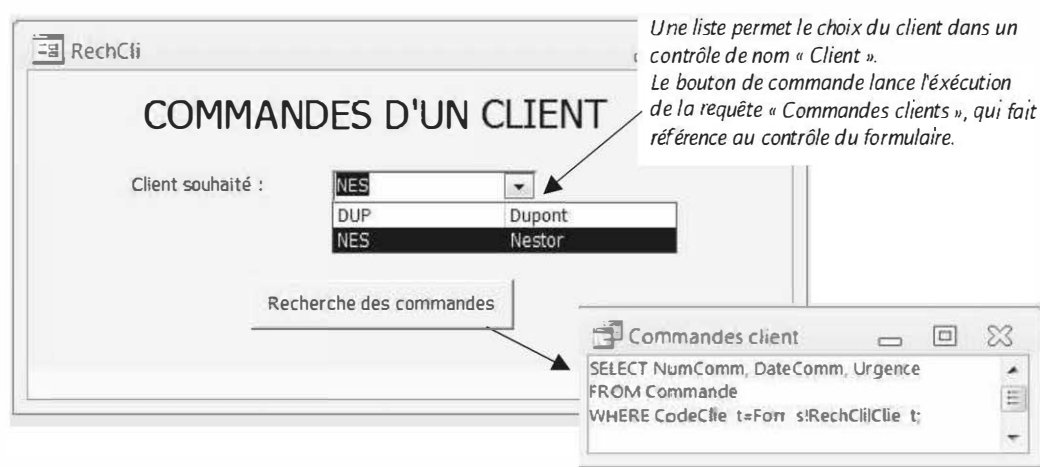 RechCli
Une liste permet le choix du client dans un
contrôle de nom « Client ».
Le bouton de commande lance l'éxécution
de la requête « Commandes clients », qui fait
référence au contrôle du formulaire.
COMMANDES D'UN CLIENT
Client souhaité :
NES
DUP Dupont
NES Nestor
Recherche des commandes
Commandes client
SELECT NumComm, DateComm, Urgence
FROM Commande
WHERE